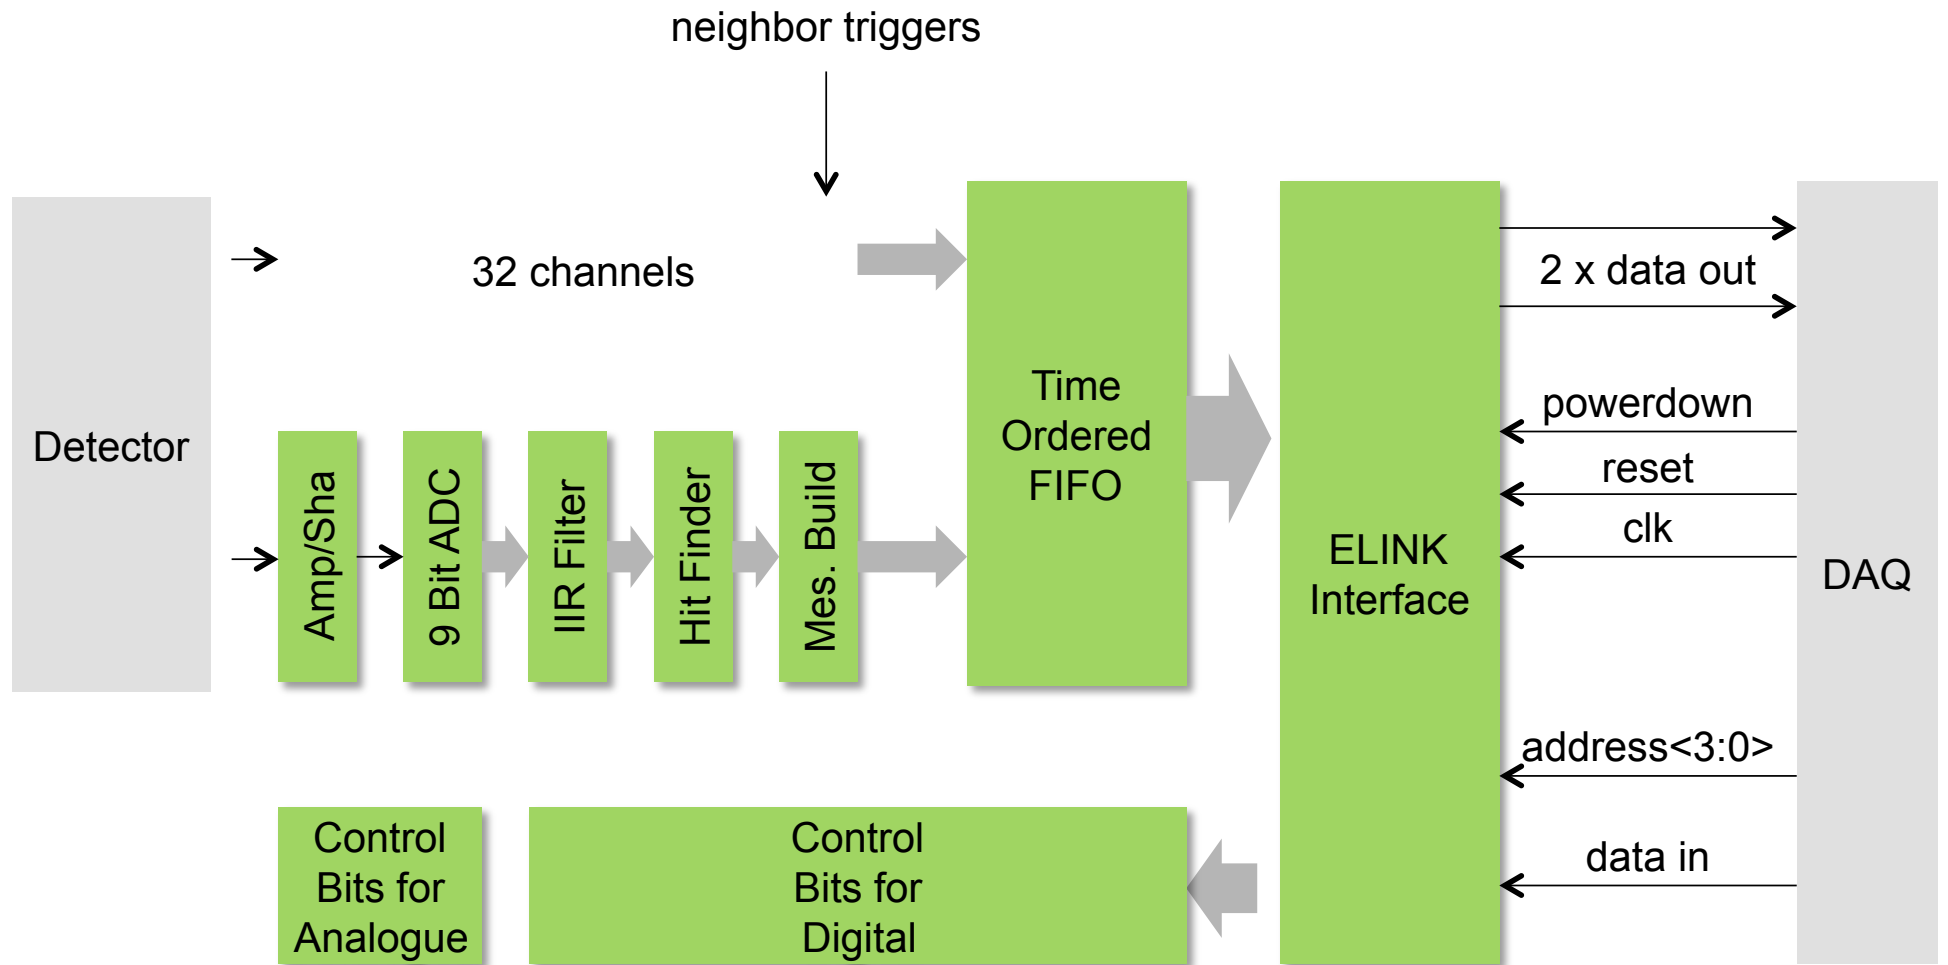 neighbor triggers
32 channels
Detector
Amp/Sha
9 Bit ADC
IIR Filter
Hit Finder
Mes. Build
Time
Ordered
FIFO
ELINK
Interface
2 x data out
powerdown
reset
clk
address<3:0>
data in
DAQ
Control
Bits for
Analogue
Control
Bits for
Digital